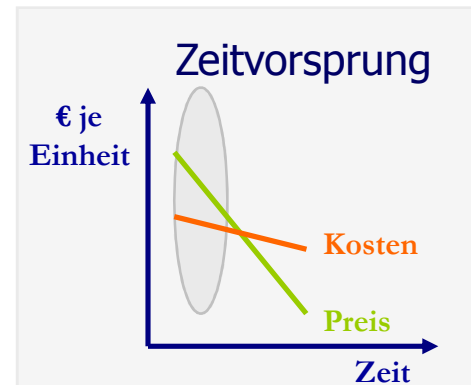 Zeitvorsprung
€ je
Einheit
Kosten
Preis
Zeit